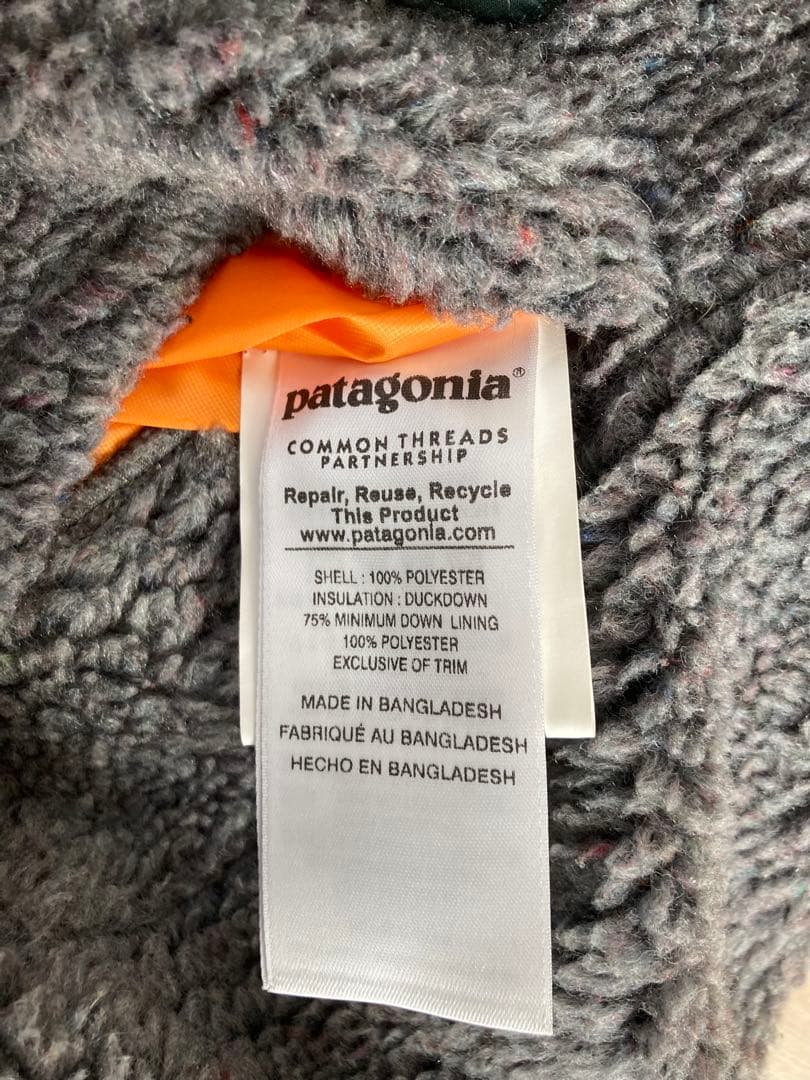 patagonia®
COMMON THREADS
PARTNERSHIP
Repair, Reuse, Recycle
This Product
www.patagonia.com
SHELL : 100% POLYESTER
INSULATION : DUCKDOWN
75% MINIMUM DOWN LINING
100% POLYESTER
EXCLUSIVE OF TRIM
MADE IN BANGLADESH
FABRIQUÉ AU BANGLADESH
HECHO EN BANGLADESH